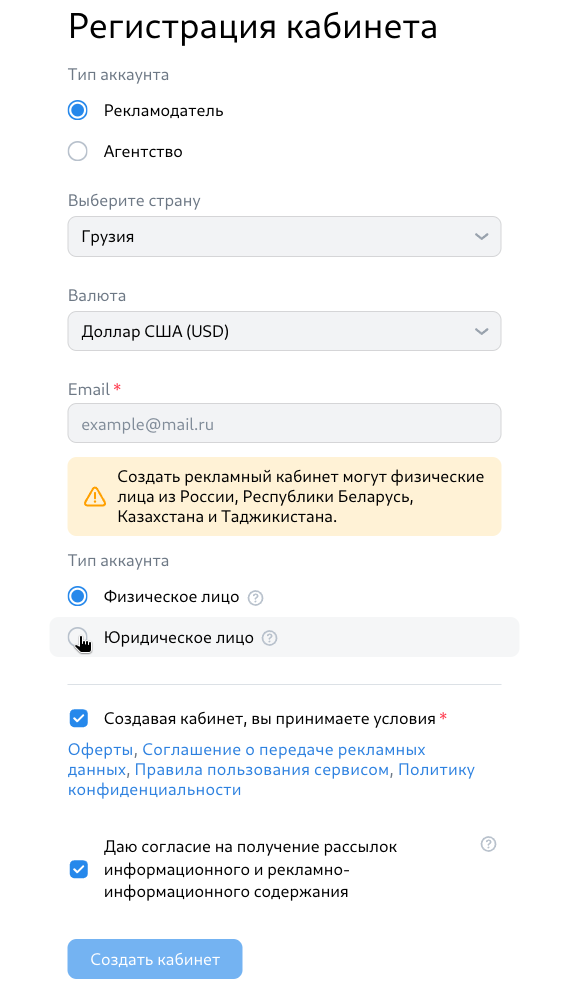 Регистрация кабинета
Тип аккаунта
Рекламодатель
Агентство
Выберите страну
Грузия
Валюта
Доллар США (USD)
Email *
example@mail.ru
Создать рекламный кабинет могут физические
лица из России, Республики Беларусь,
Казахстана и Таджикистана.
Тип аккаунта
Физическое лицо ?
Юридическое лицо ?
Создавая кабинет, вы принимаете условия *
Оферты, Соглашение о передаче рекламных
данных, Правила пользования сервисом, Политику
конфиденциальности
Даю согласие на получение рассылок ?
информационного и рекламно-
информационного содержания
Создать кабинет